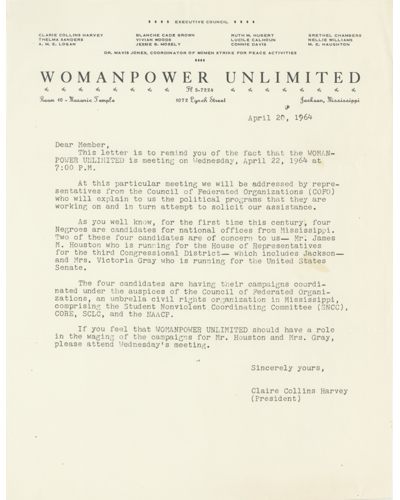 EXECUTIVE COUNCIL
CLARIE COLLINS HARVEY BLANCHE CADE BROWN RUTH M. HUBERT GRETHEL CHAMBERS
THELMA SANDERS VIVIAN MOODE LUCILE CALHOUN NELLIE WILLIAMS
A. M. E. LOGAN JESSIE B. MOSELY CONNIE DAVIS M. E. HAUGHTON
DR. MAVIS JONES, COORDINATOR OF WOMEN STRIKE FOR PEACE ACTIVITIES
WOMANPOWER UNLIMITED
Fl 5-7224
Room 10 - Masonic Temple 1072 Lynch Street Jackson, Mississippi
April 20, 1964
Dear Member,
This letter is to remind you of the fact that the WOMAN-
POWER UNLIMITED is meeting on Wednesday, April 22, 1964 at
7:00 P.M.
At this particular meeting we will be addressed by repre-
sentatives from the Council of Federated Organizations (COFO)
who will explain to us the political programs that they are
working on and in turn attempt to solicit our assistance.
As you well know, for the first time this century, four
Negroes are candidates for national offices from Mississippi.
Two of these four candidates are of concern to us— Mr. James
M. Houston who is running for the House of Representatives
for the third Congressional District— which includes Jackson—
and Mrs. Victoria Gray who is running for the United States
Senate.
The four candidates are having their campaigns coordi-
nated under the auspices of the Council of Federated Organi-
zations, an umbrella civil rights organization in Mississippi,
comprising the Student Nonviolent Coordinating Committee (SNCC),
CORE, SCLC, and the NAACP.
If you feel that WOMANPOWER UNLIMITED should have a role
in the waging of the campaigns for Mr. Houston and Mrs. Gray,
please attend Wednesday's meeting.
Sincerely yours,
Claire Collins Harvey
(President)